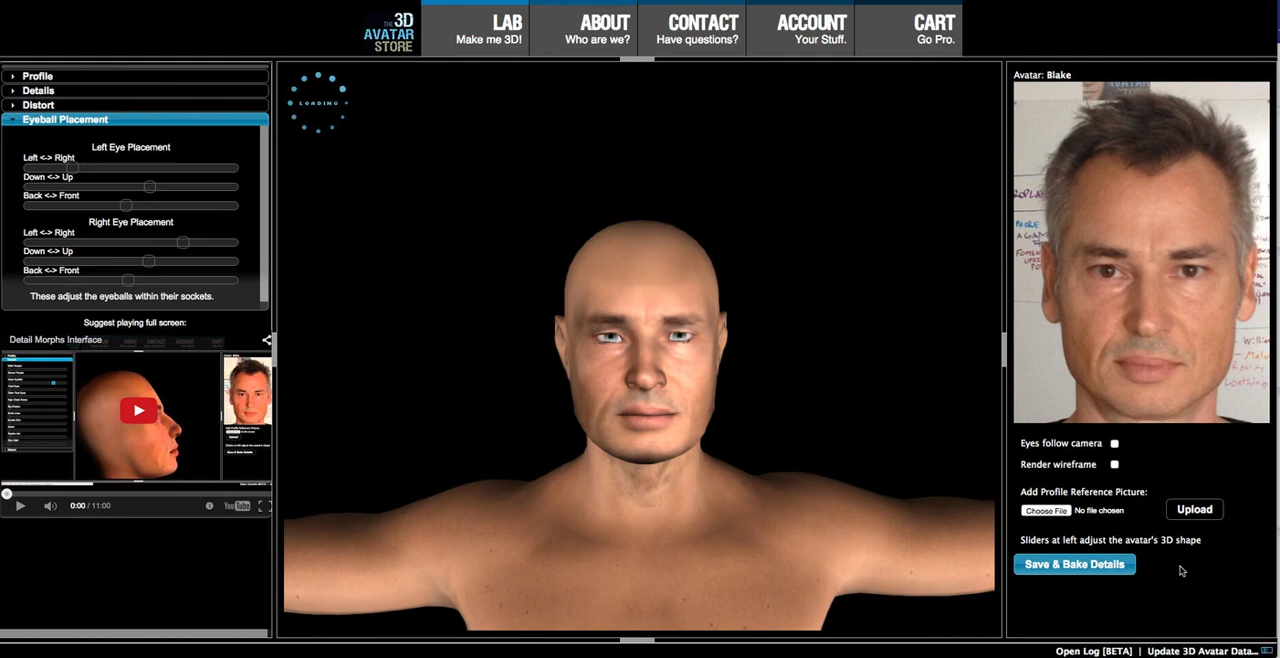 THE 3D
AVATAR
STORE
LAB
Make me 3D!
ABOUT
Who are we?
CONTACT
Have questions?
ACCOUNT
Your Stuff.
CART
Go Pro.
Profile
Details
Distort
Eyeball Placement
Left Eye Placement
Left <-> Right
Down <-> Up
Back <-> Front
Right Eye Placement
Left <-> Right
Down <-> Up
Back <-> Front
These adjust the eyeballs within their sockets.
Suggest playing full screen:
Detail Morphs Interface
0:00 / 11:00
YouTube
LOADING
Avatar: Blake
AVATAR
MORE
Eyes follow camera
Render wireframe
Add Profile Reference Picture:
Choose File No file chosen
Upload
Sliders at left adjust the avatar's 3D shape
Save & Bake Details
Open Log [BETA] | Update 3D Avatar Data...